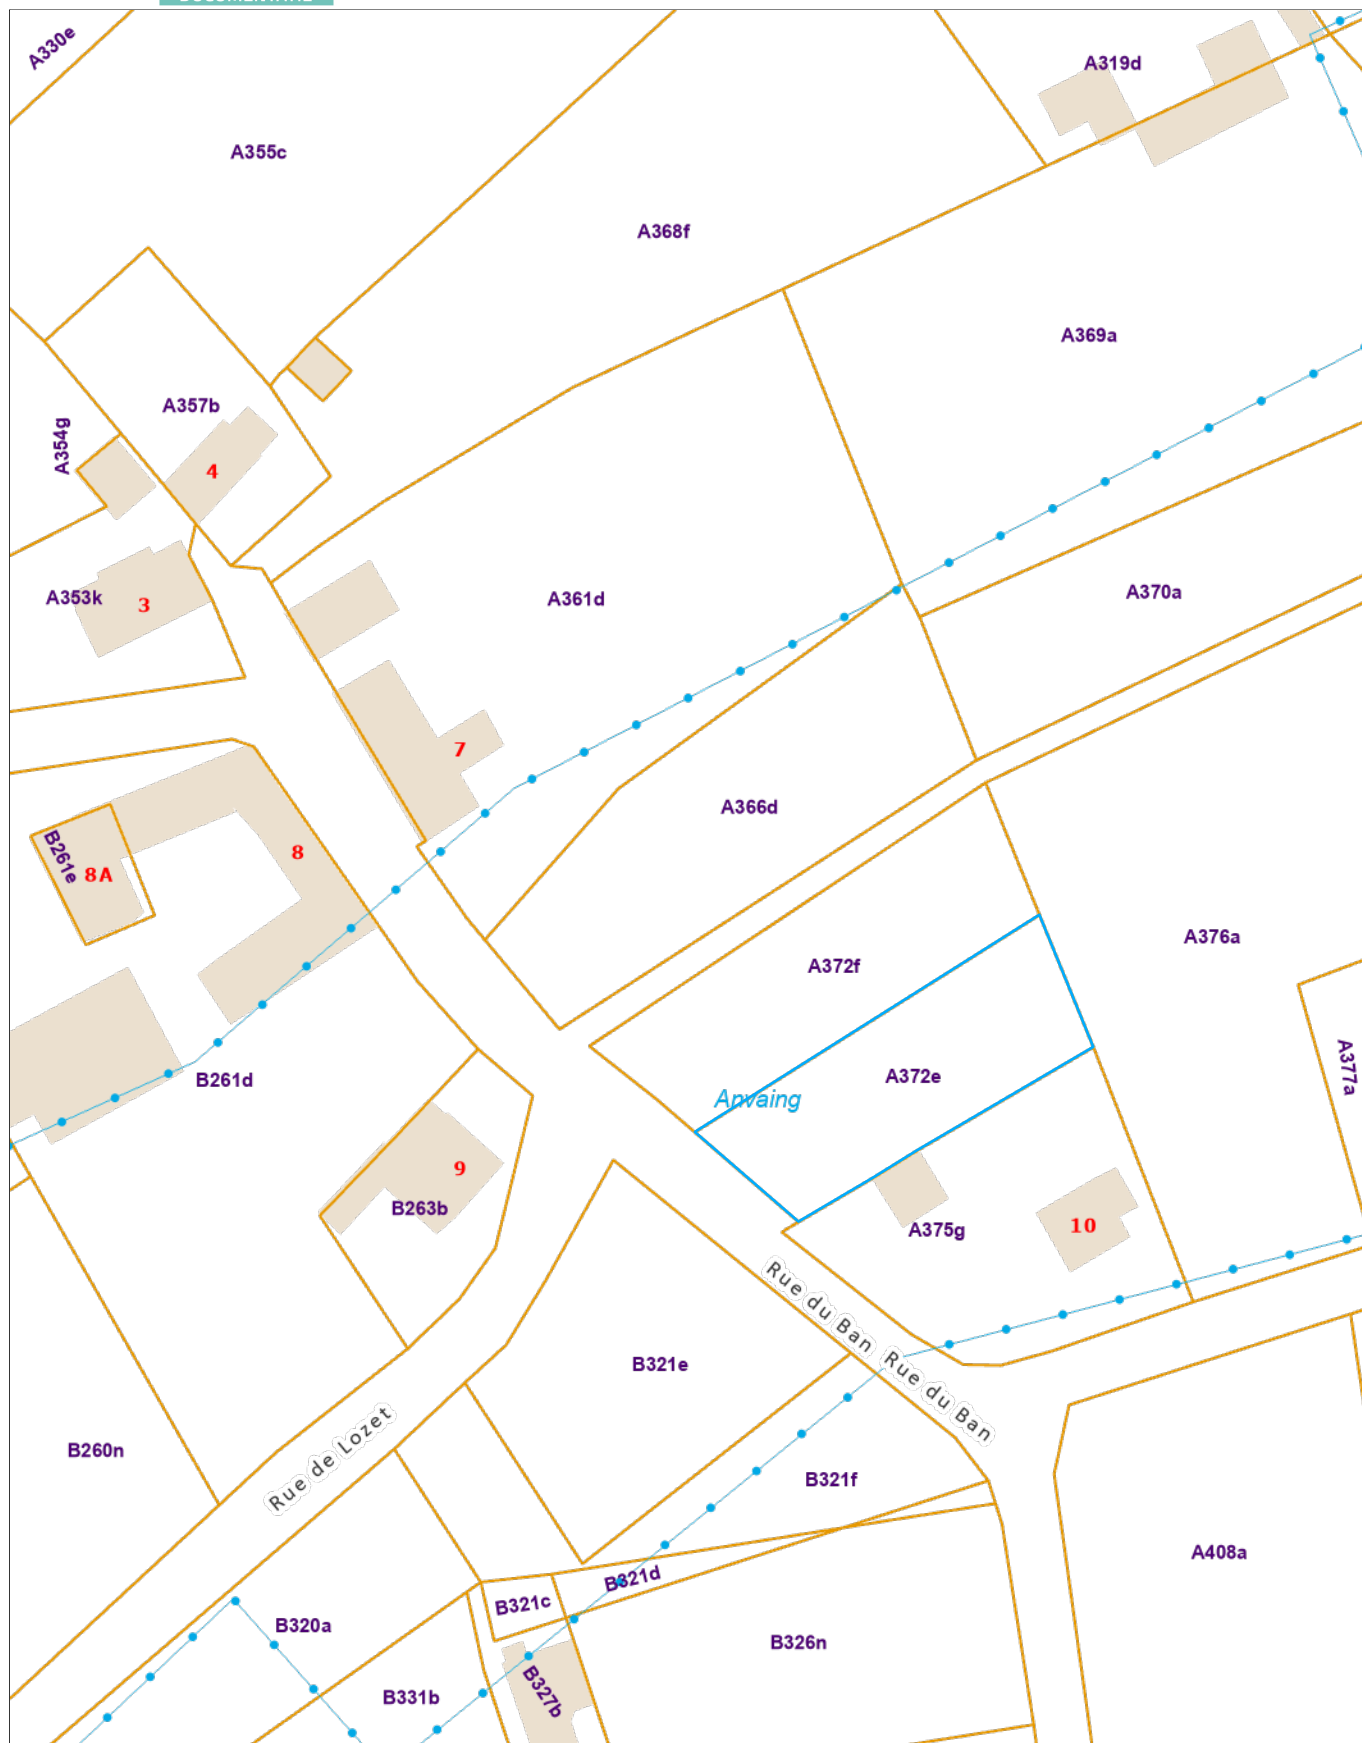 A330e
A319d
A355c
A368f
A369a
A357b
A354g
4
A370a
A353k
3
A361d
7
A366d
B261e
8A
8
A376a
A372f
A372e
Anvaing
A377a
B261d
9
B263b
A375g
10
Rue du Ban
Rue du Ban
B321e
Rue de Lozet
B260n
B321f
A408a
B321d
B321c
B320a
B326n
B331b
B327b